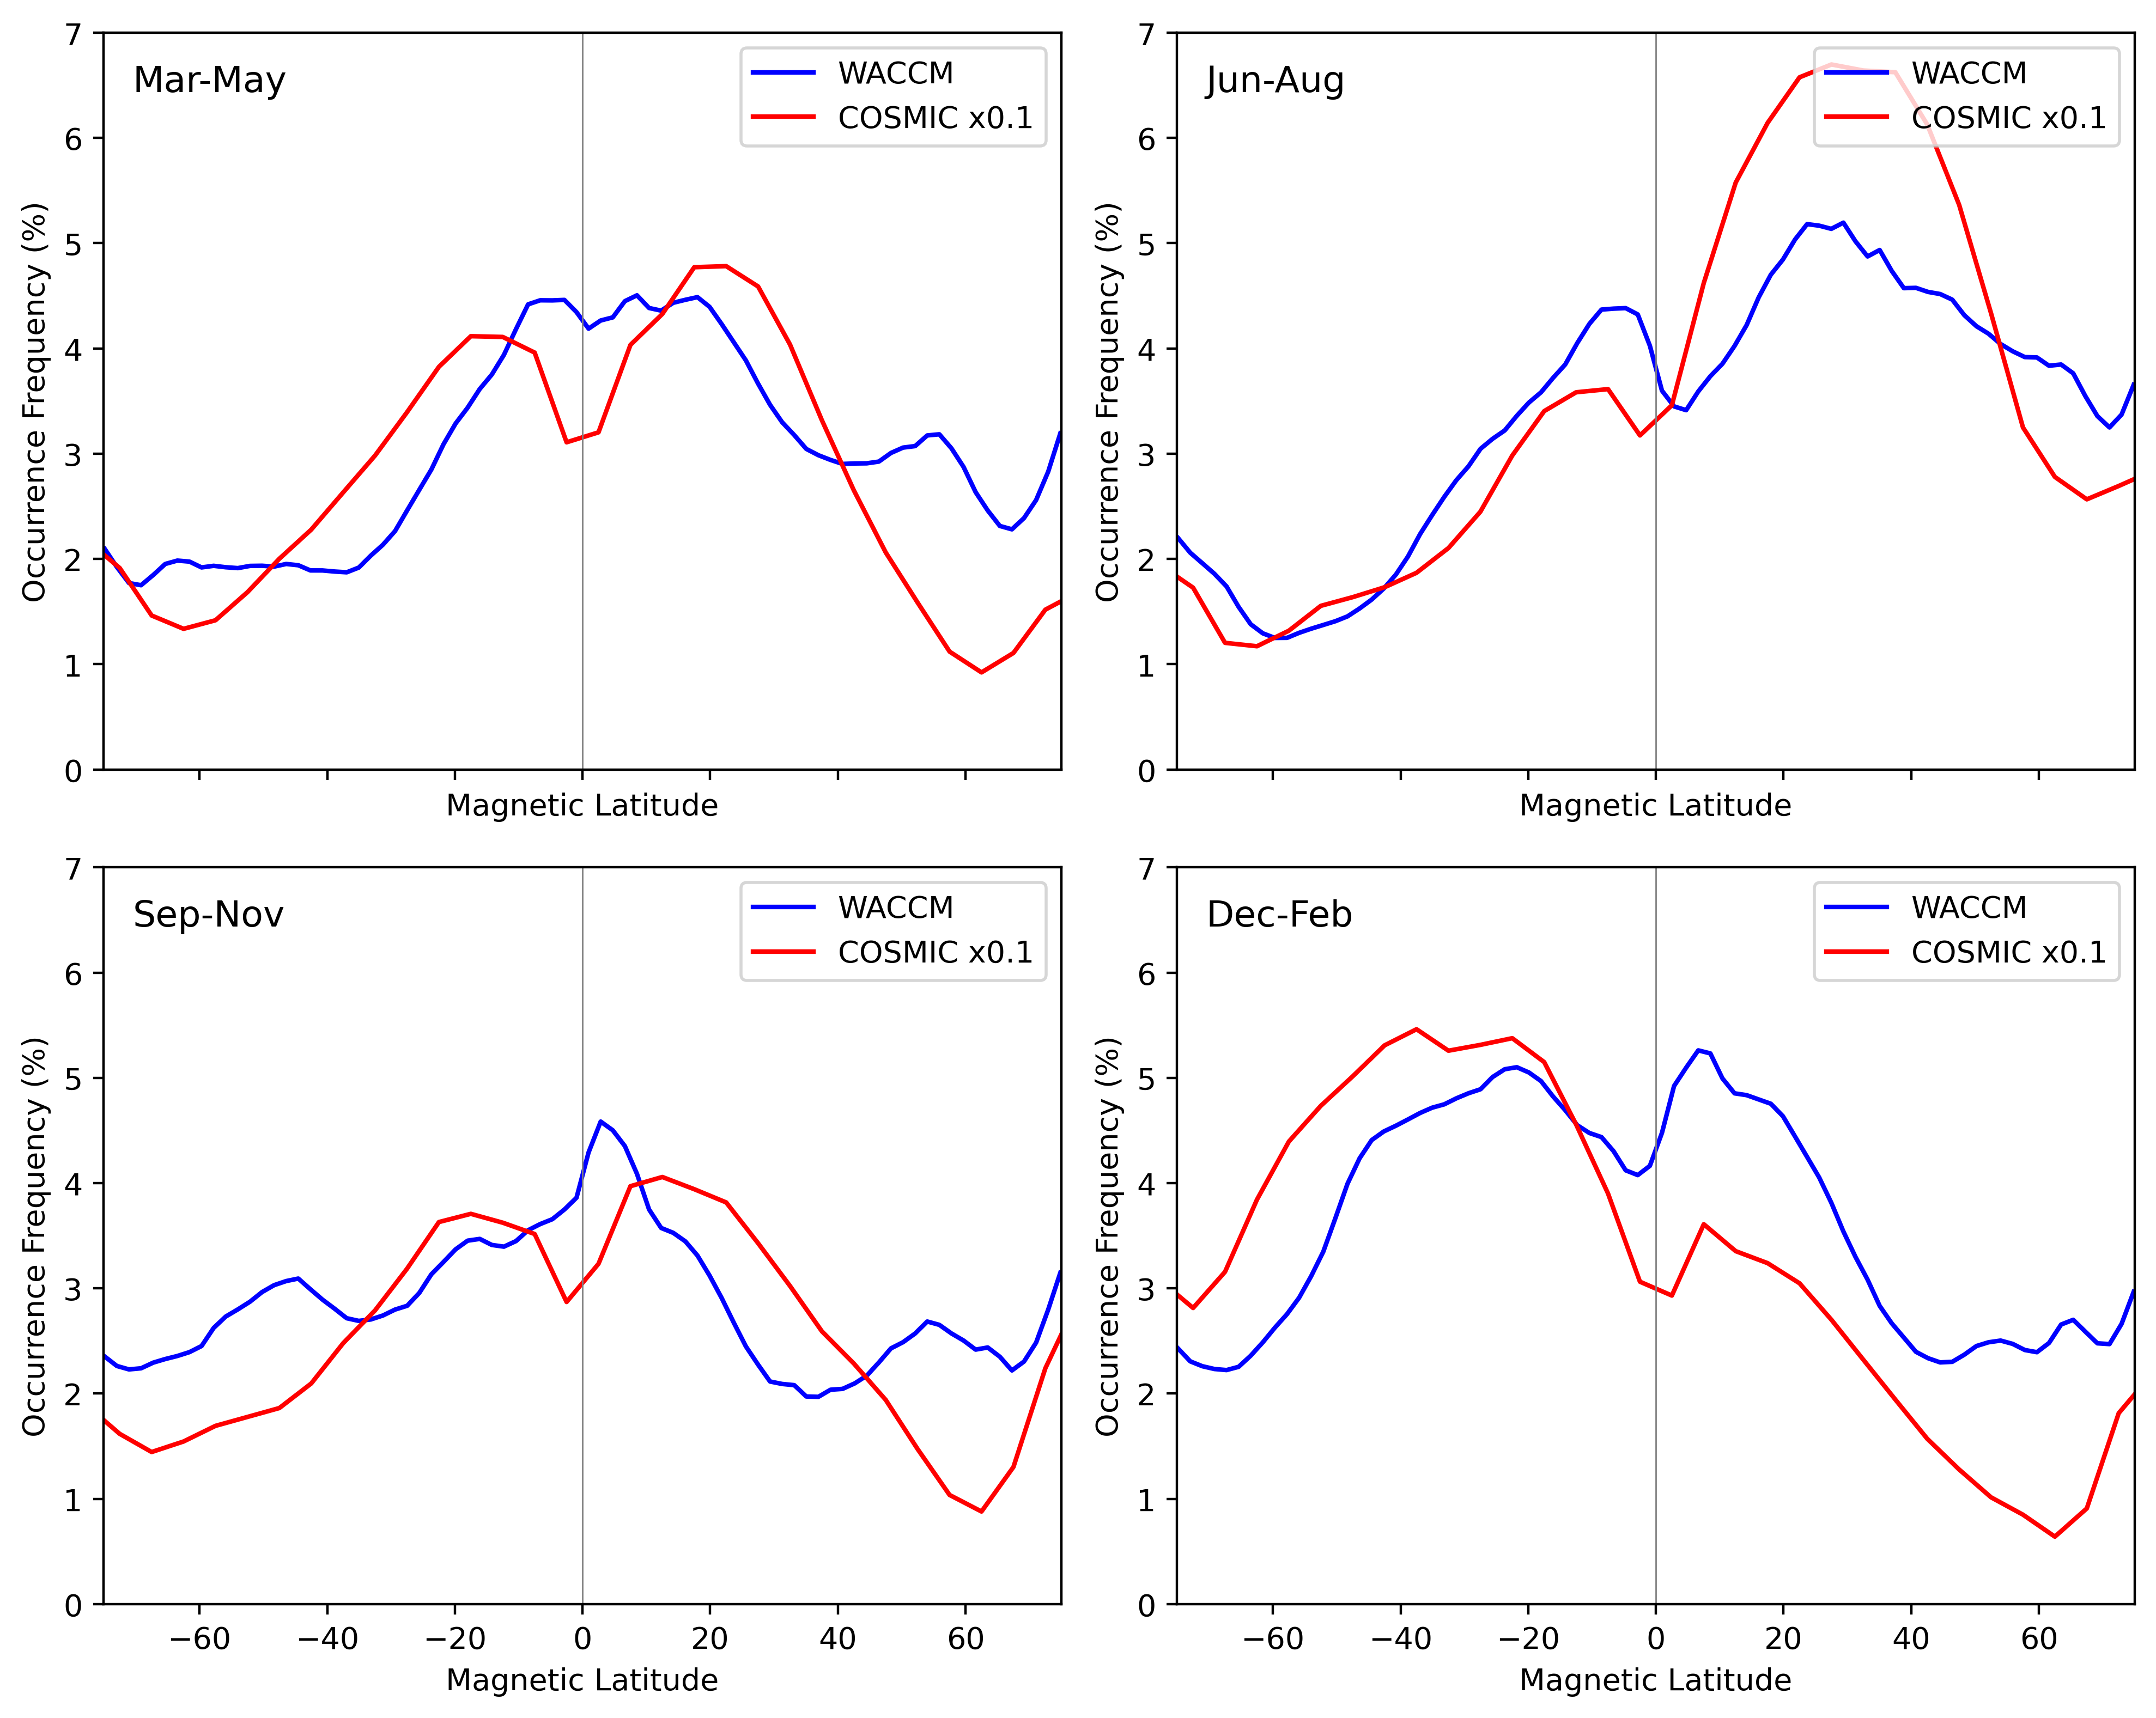 Mar-May
WACCM
COSMIC x0.1
Occurrence Frequency (%)
7
6
5
4
3
2
1
0
Magnetic Latitude
Jun-Aug
WACCM
COSMIC x0.1
Occurrence Frequency (%)
7
6
5
4
3
2
1
0
Magnetic Latitude
Sep-Nov
WACCM
COSMIC x0.1
Occurrence Frequency (%)
7
6
5
4
3
2
1
0
−60 −40 −20 0 20 40 60
Magnetic Latitude
Dec-Feb
WACCM
COSMIC x0.1
Occurrence Frequency (%)
7
6
5
4
3
2
1
0
−60 −40 −20 0 20 40 60
Magnetic Latitude